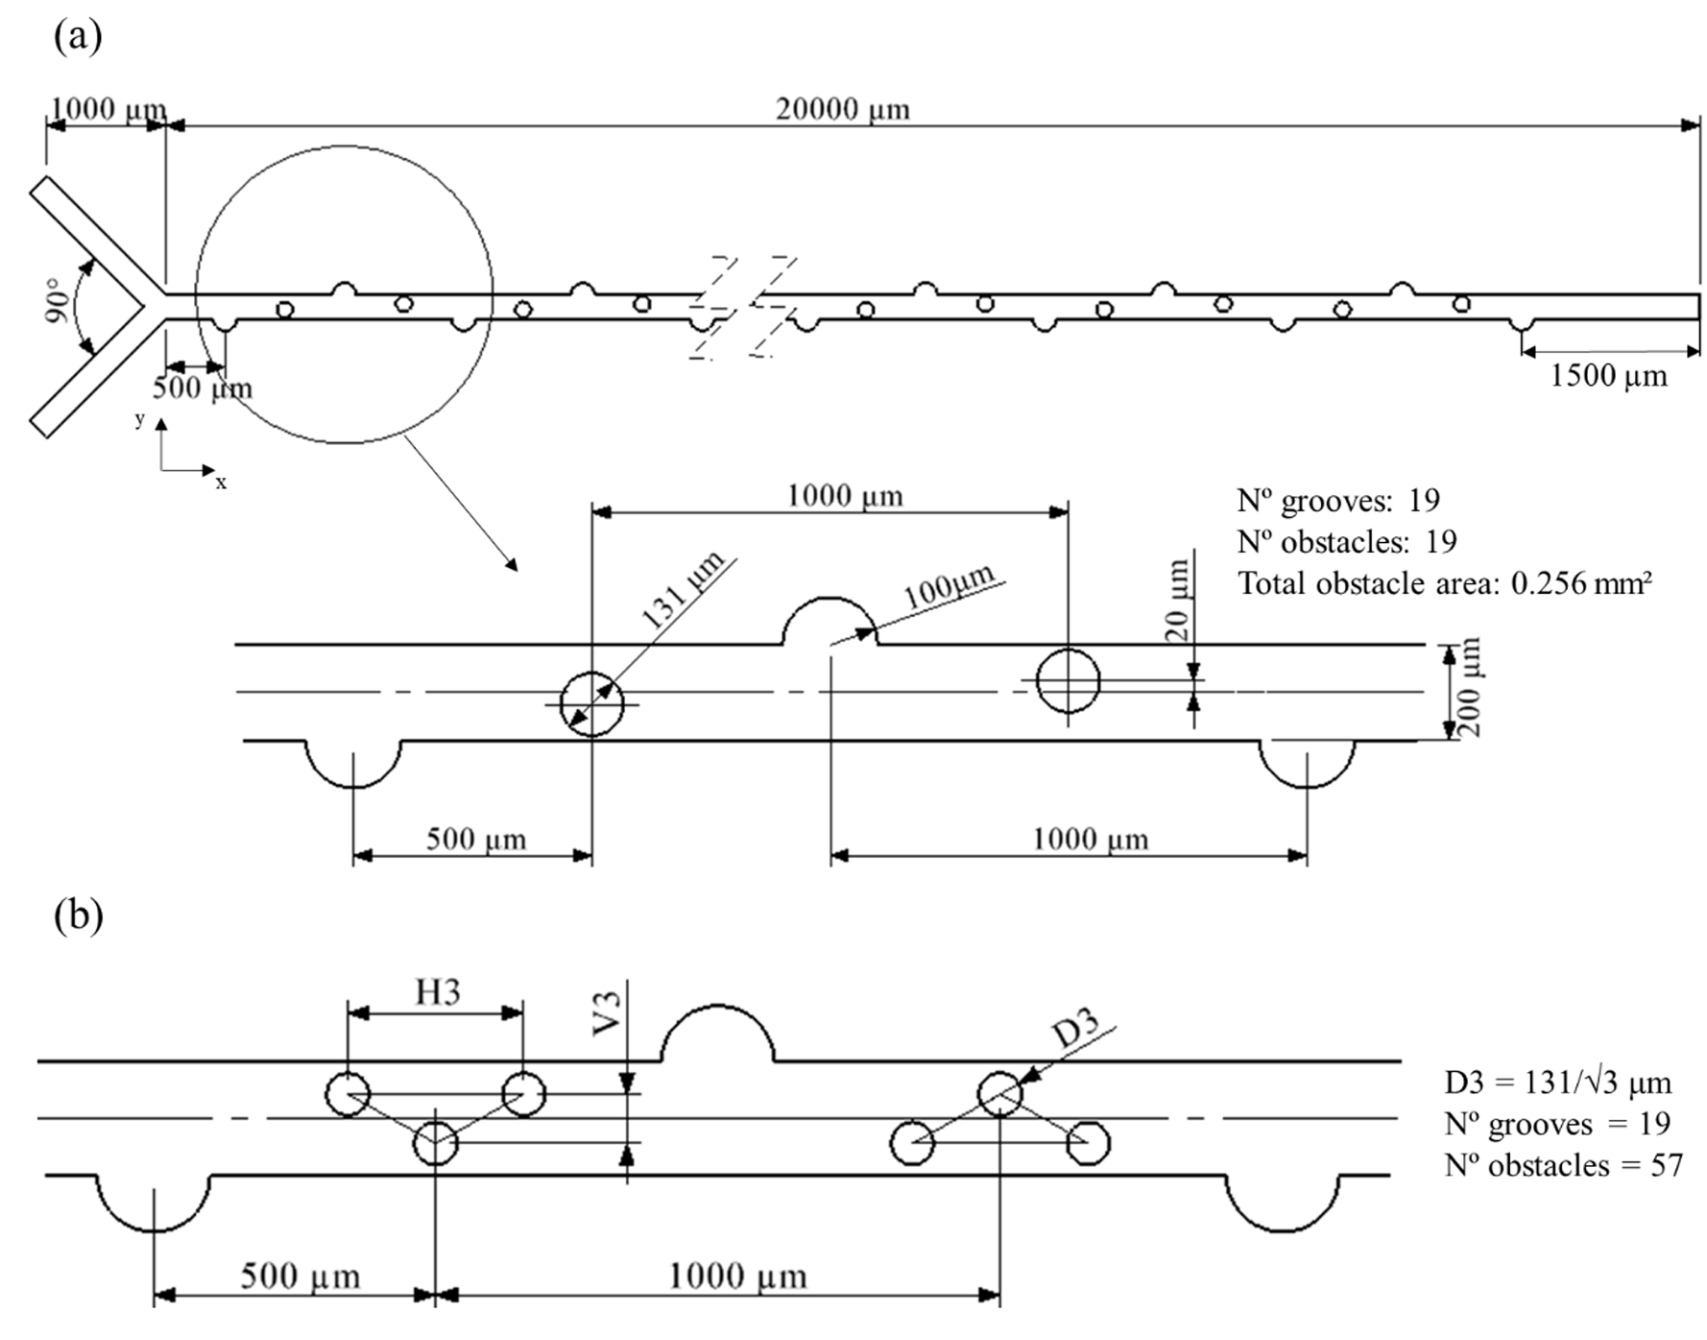 (a)
1000 µm
20000 µm
90°
500 µm
1500 µm
y
x
1000 µm
Nº grooves: 19
Nº obstacles: 19
Total obstacle area: 0.256 mm²
131 µm
100µm
20 µm
200 µm
500 µm
1000 µm
(b)
H3
V3
D3
D3 = 131/√3 µm
Nº grooves = 19
Nº obstacles = 57
500 µm
1000 µm